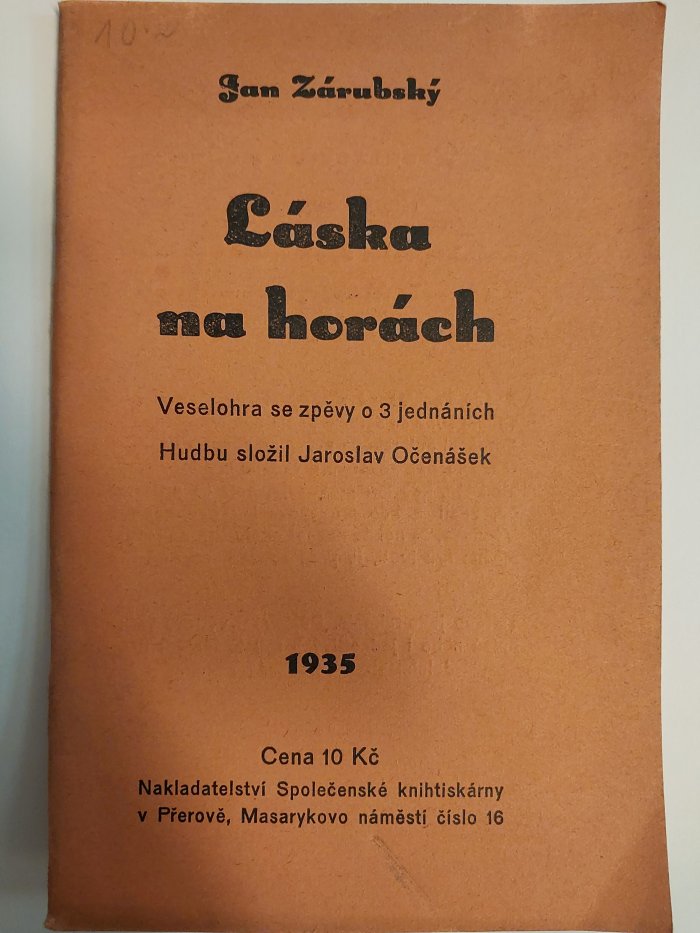 10.-
Jan Zárubský
Láska
na horách
Veselohra se zpěvy o 3 jednáních
Hudbu složil Jaroslav Očenášek
1935
Cena 10 Kč
Nakladatelství Společenské knihtiskárny
v Přerově, Masarykovo náměstí číslo 16